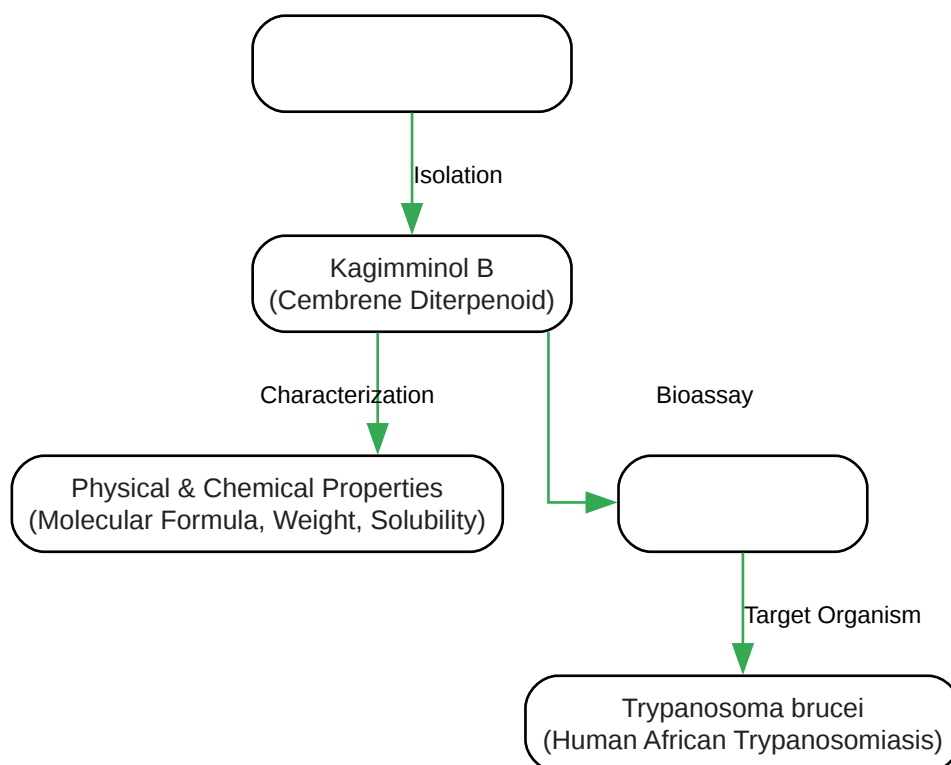 Isolation
Kagimminol B
(Cembrene Diterpenoid)
Characterization
Bioassay
Physical & Chemical Properties
(Molecular Formula, Weight, Solubility)
Target Organism
Trypanosoma brucei
(Human African Trypanosomiasis)